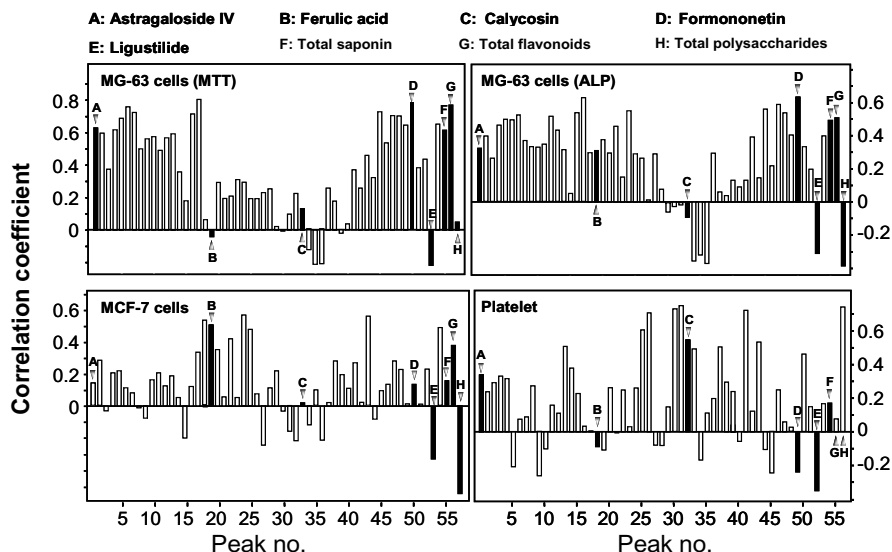 A: Astragaloside IV B: Ferulic acid C: Calycosin D: Formononetin
E: Ligustilide F: Total saponin G: Total flavonoids H: Total polysaccharides
Correlation coefficient
MG-63 cells (MTT)
0.8
0.6
0.4
0.2
0
A
B
C
D
E
F
G
H
MG-63 cells (ALP)
0.6
0.4
0.2
0
-0.2
A
B
C
D
E
F
G
H
MCF-7 cells
0.6
0.4
0.2
0
A
B
C
D
E
F
G
H
5 10 15 20 25 30 35 40 45 50 55
Peak no.
Platelet
0.6
0.4
0.2
0
-0.2
A
B
C
D
E
F
G
H
5 10 15 20 25 30 35 40 45 50 55
Peak no.